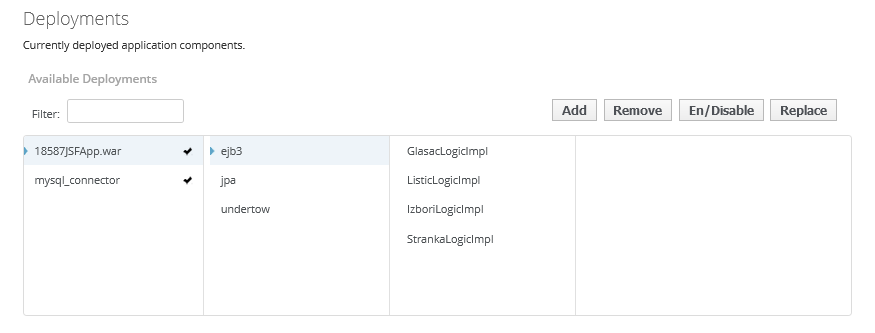 Deployments
Currently deployed application components.
Available Deployments
Filter:
Add
Remove
En/Disable
Replace
18587JSFApp.war
ejb3
GlasacLogicImpl
mysql_connector
jpa
ListicLogicImpl
undertow
IzboriLogicImpl
StrankaLogicImpl